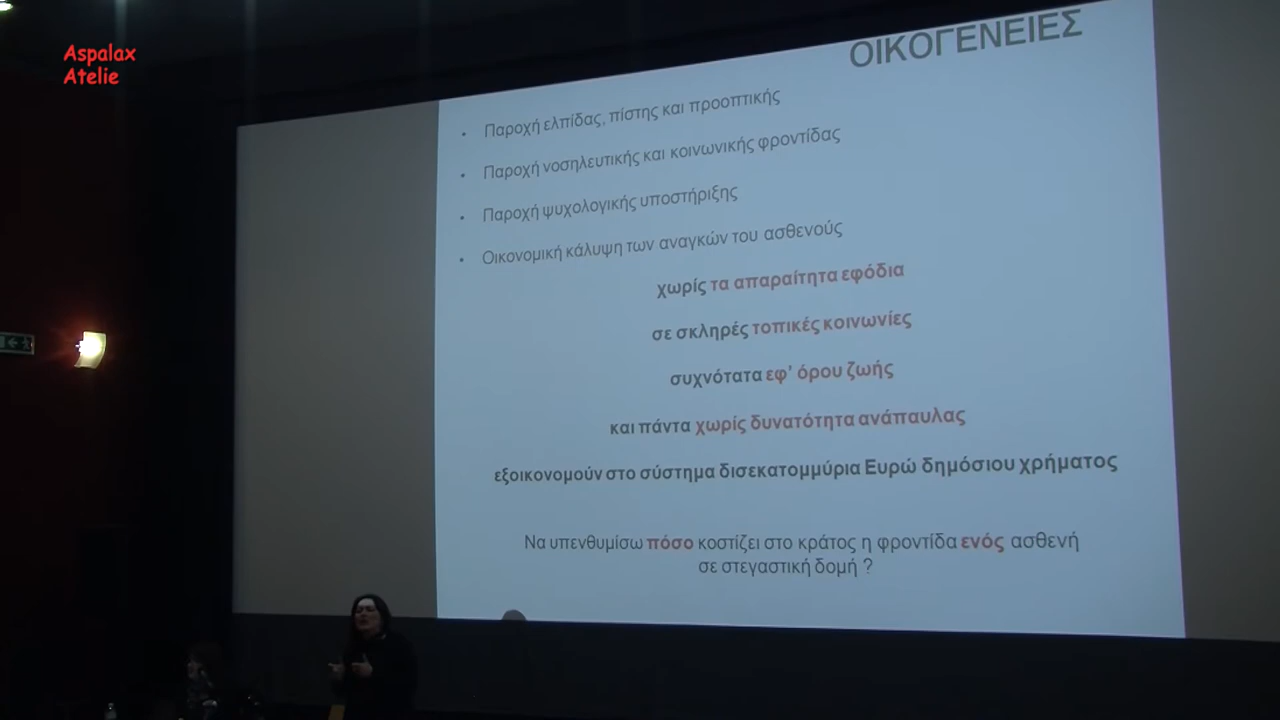 Aspalax
Atelie
ΟΙΚΟΓΕΝΕΙΕΣ
• Παροχή ελπίδας, πίστης και προοπτικής
• Παροχή νοσηλευτικής και κοινωνικής φροντίδας
• Παροχή ψυχολογικής υποστήριξης
• Οικονομική κάλυψη των αναγκών του ασθενούς
χωρίς τα απαραίτητα εφόδια
σε σκληρές τοπικές κοινωνίες
συχνότατα εφ' όρου ζωής
και πάντα χωρίς δυνατότητα ανάπαυλας
εξοικονομούν στο σύστημα δισεκατομμύρια Ευρώ δημόσιου χρήματος
Να υπενθυμίσω πόσο κοστίζει στο κράτος η φροντίδα ενός ασθενή
σε στεγαστική δομή ?